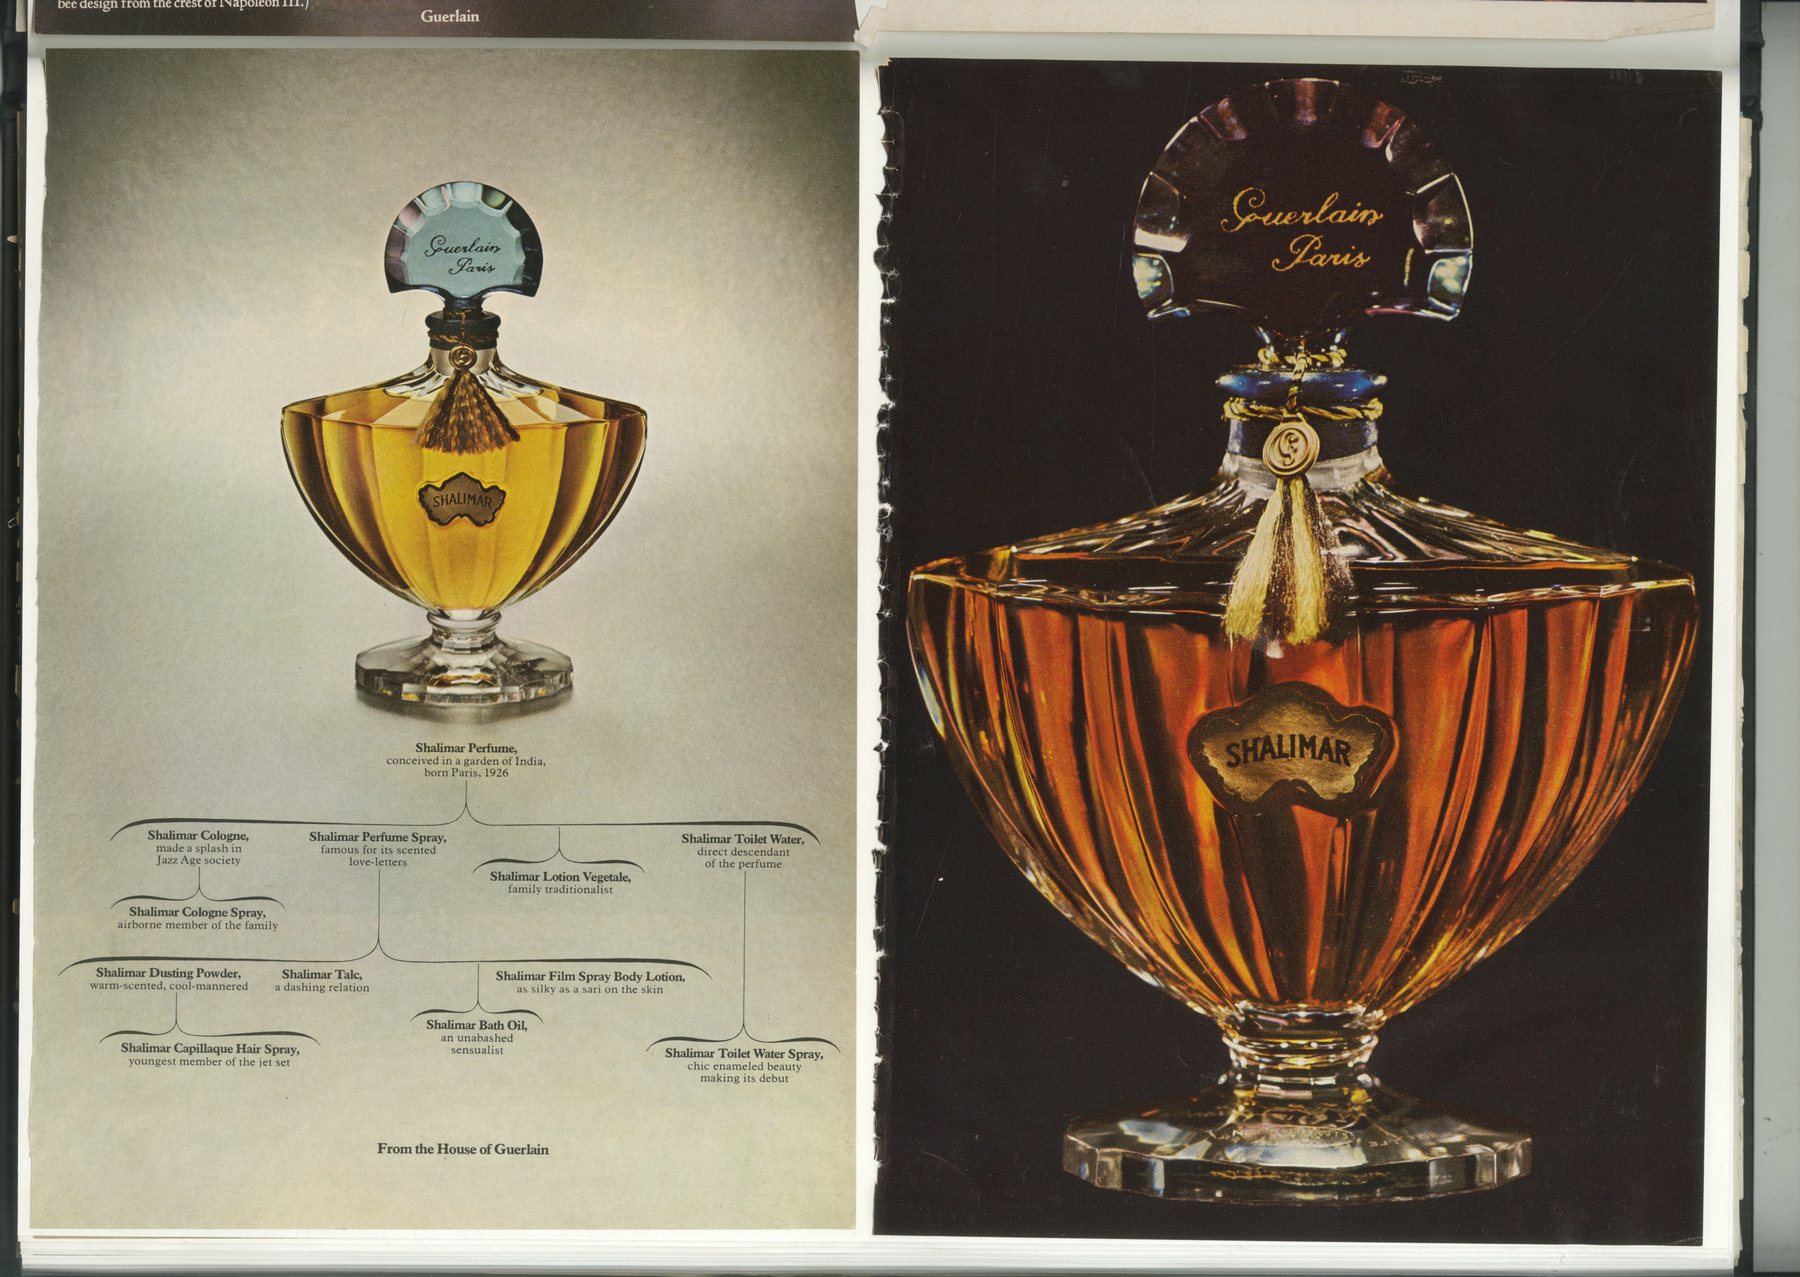 bee design from the crest of Napoleon III.)
Guerlain
Guerlain
Paris
SHALIMAR
Shalimar Perfume,
conceived in a garden of India,
born Paris, 1926
Shalimar Cologne,
made a splash in
Jazz Age society
Shalimar Perfume Spray,
famous for its scented
love-letters
Shalimar Lotion Vegetale,
family traditionalist
Shalimar Toilet Water,
direct descendant
of the perfume
Shalimar Cologne Spray,
airborne member of the family
Shalimar Dusting Powder,
warm-scented, cool-mannered
Shalimar Talc,
a dashing relation
Shalimar Film Spray Body Lotion,
as silky as a sari on the skin
Shalimar Bath Oil,
an unabashed
sensualist
Shalimar Capillaque Hair Spray,
youngest member of the jet set
Shalimar Toilet Water Spray,
chic enameled beauty
making its debut
From the House of Guerlain
Guerlain
Paris
SHALIMAR